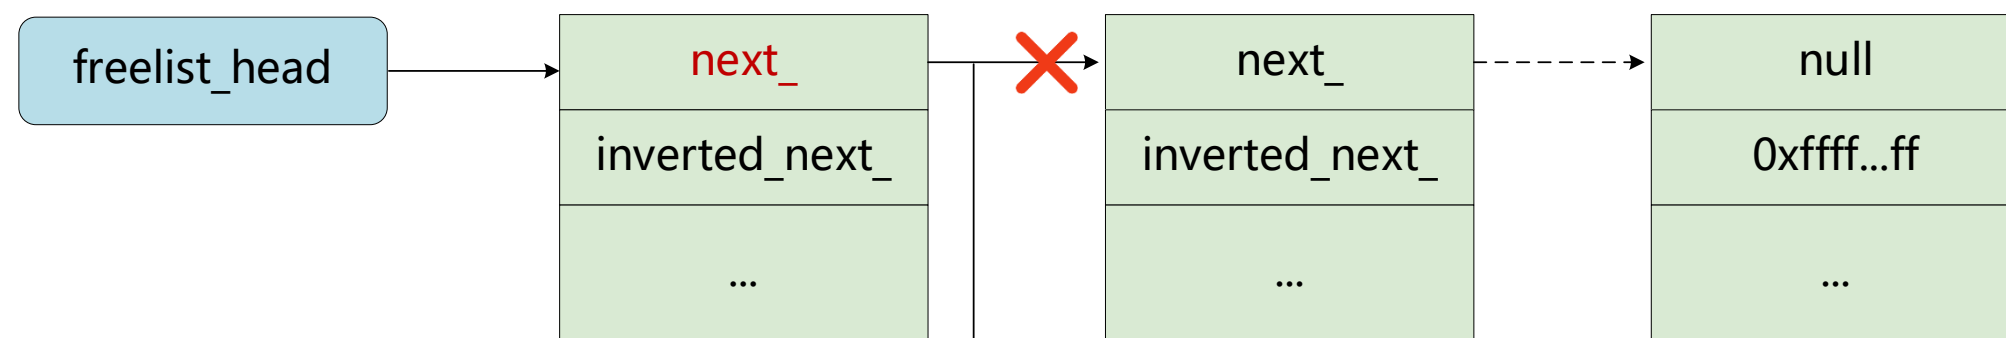 freelist_head
next_
inverted_next_
...
next_
inverted_next_
...
null
0xffff...ff
...